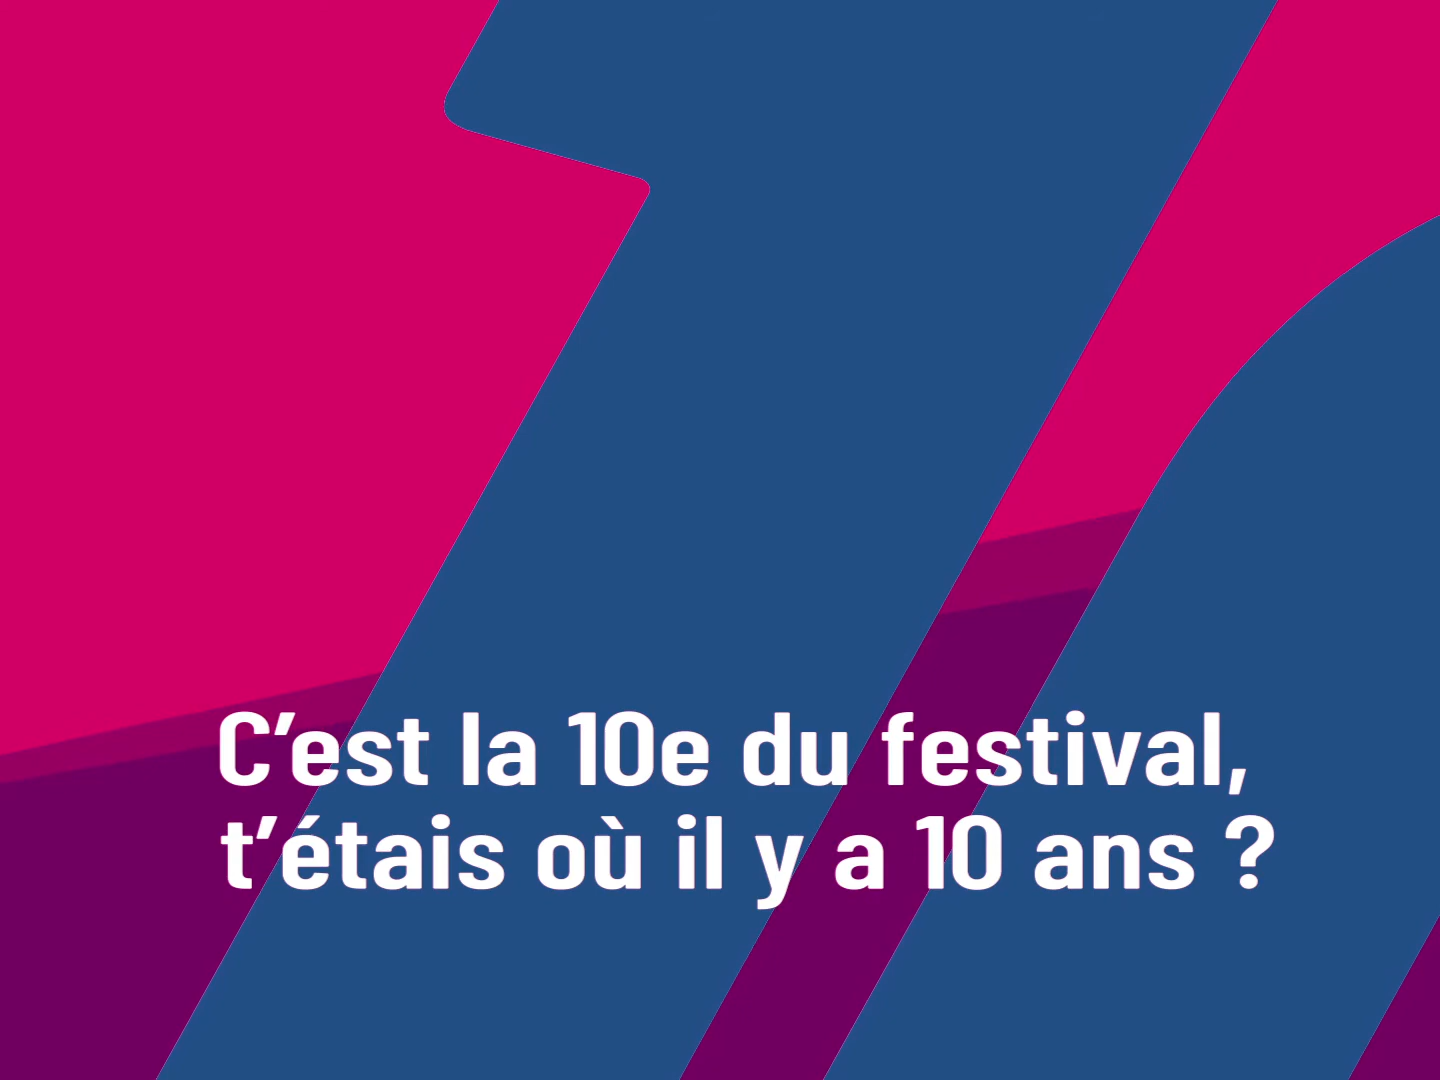 C’est la 10e du festival,
t’étais où il y a 10 ans ?